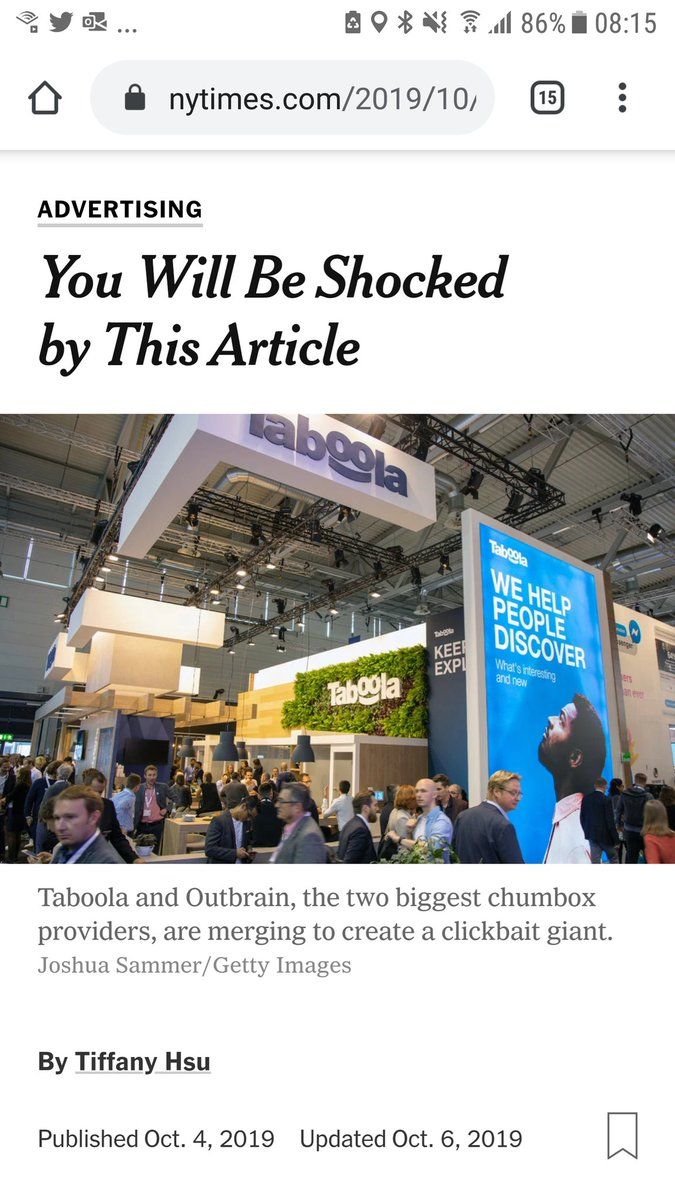 ... 86% 08:15
nytimes.com/2019/10/
15
ADVERTISING
You Will Be Shocked
by This Article
Taboola
Taboola
WE HELP
PEOPLE
DISCOVER
What's interesting
and new
Taboola
KEEP
EXPL
Taboola
Taboola and Outbrain, the two biggest chumbox
providers, are merging to create a clickbait giant.
Joshua Sammer/Getty Images
By Tiffany Hsu
Published Oct. 4, 2019 Updated Oct. 6, 2019